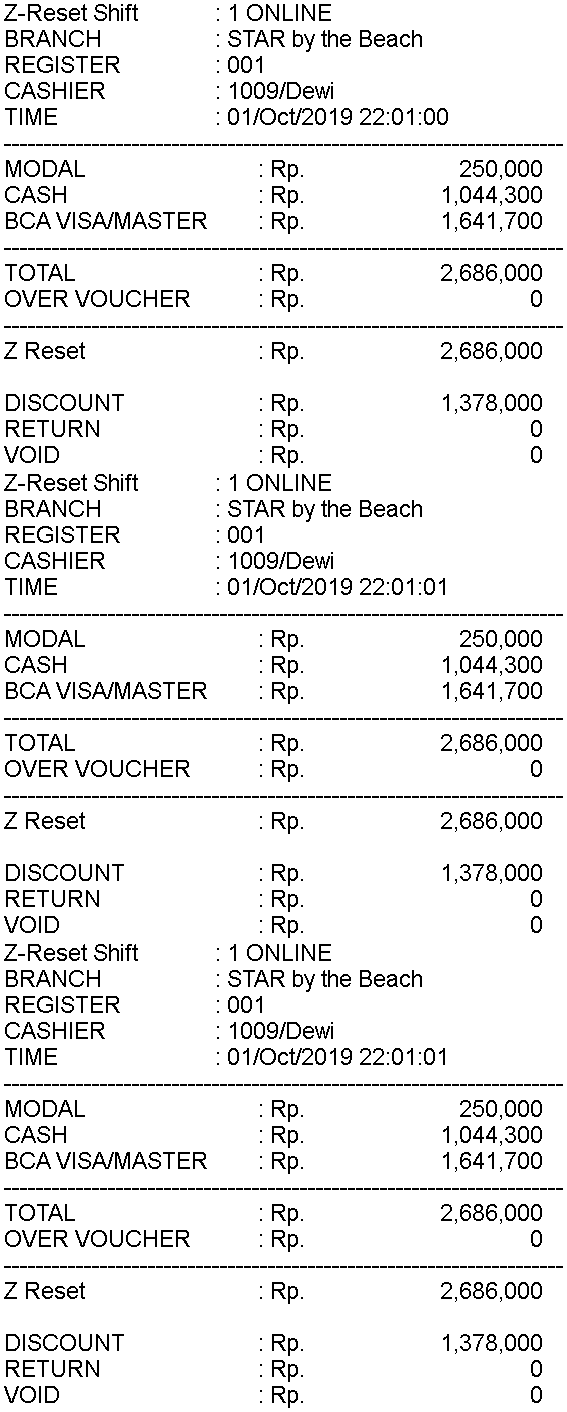 Z-Reset Shift : 1 ONLINE
BRANCH : STAR by the Beach
REGISTER : 001
CASHIER : 1009/Dewi
TIME : 01/Oct/2019 22:01:00
--------------------------------------------------------------------------------
MODAL : Rp. 250,000
CASH : Rp. 1,044,300
BCA VISA/MASTER : Rp. 1,641,700
--------------------------------------------------------------------------------
TOTAL : Rp. 2,686,000
OVER VOUCHER : Rp. 0
--------------------------------------------------------------------------------
Z Reset : Rp. 2,686,000
DISCOUNT : Rp. 1,378,000
RETURN : Rp. 0
VOID : Rp. 0
Z-Reset Shift : 1 ONLINE
BRANCH : STAR by the Beach
REGISTER : 001
CASHIER : 1009/Dewi
TIME : 01/Oct/2019 22:01:01
--------------------------------------------------------------------------------
MODAL : Rp. 250,000
CASH : Rp. 1,044,300
BCA VISA/MASTER : Rp. 1,641,700
--------------------------------------------------------------------------------
TOTAL : Rp. 2,686,000
OVER VOUCHER : Rp. 0
--------------------------------------------------------------------------------
Z Reset : Rp. 2,686,000
DISCOUNT : Rp. 1,378,000
RETURN : Rp. 0
VOID : Rp. 0
Z-Reset Shift : 1 ONLINE
BRANCH : STAR by the Beach
REGISTER : 001
CASHIER : 1009/Dewi
TIME : 01/Oct/2019 22:01:01
--------------------------------------------------------------------------------
MODAL : Rp. 250,000
CASH : Rp. 1,044,300
BCA VISA/MASTER : Rp. 1,641,700
--------------------------------------------------------------------------------
TOTAL : Rp. 2,686,000
OVER VOUCHER : Rp. 0
--------------------------------------------------------------------------------
Z Reset : Rp. 2,686,000
DISCOUNT : Rp. 1,378,000
RETURN : Rp. 0
VOID : Rp. 0